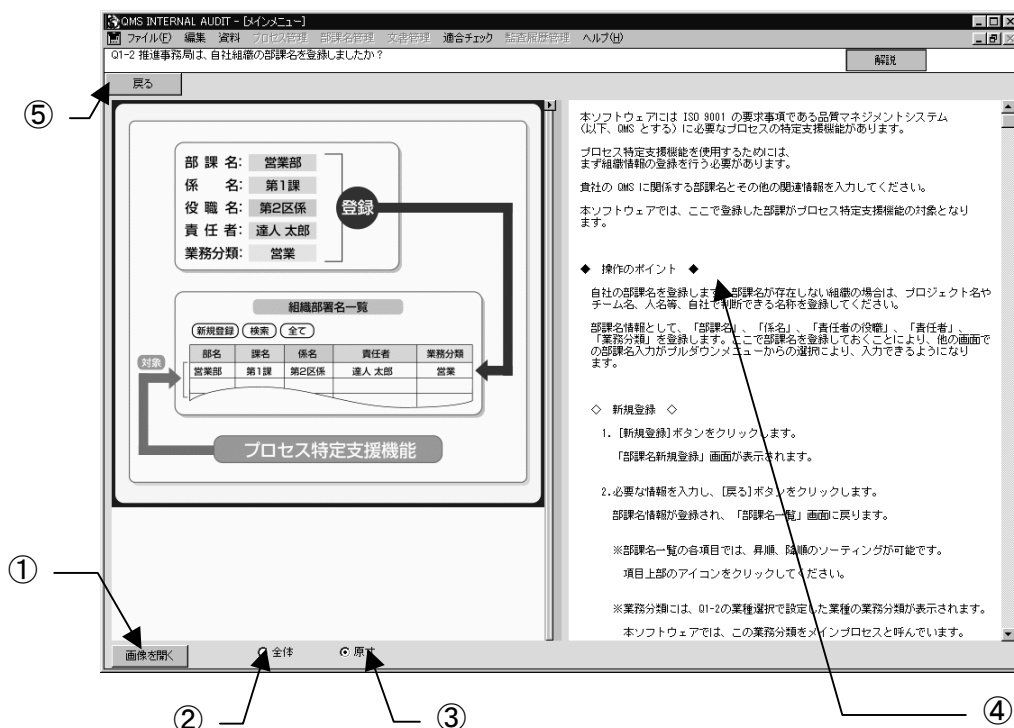 QMS INTERNAL AUDIT - [メインメニュー]
ファイル(F) 編集 資料 プロセス管理 部課名管理 文書管理 適合チェック 監査履歴管理 ヘルプ(H)
Q1-2 推進事務局は、自社組織の部課名を登録しましたか?
解説
戻る
⑤
部 課 名: 営業部
係 名: 第1課
役 職 名: 第2区係
責 任 者: 達人 太郎
業務分類: 営業
登録
組織部署名一覧
新規登録 検索 全て
部名 課名 係名 責任者 業務分類
営業部 第1課 第2区係 達人 太郎 営業
対象
プロセス特定支援機能
本ソフトウェアには ISO 9001 の要求事項である品質マネジメントシステム
(以下、QMS とする)に必要なプロセスの特定支援機能があります。
プロセス特定支援機能を使用するためには、
まず組織情報の登録を行う必要があります。
貴社の QMS に関係する部課名とその他の関連情報を入力してください。
本ソフトウェアでは、ここで登録した部課がプロセス特定支援機能の対象となり
ます。
◆ 操作のポイント ◆
自社の部課名を登録します。部課名が存在しない組織の場合は、プロジェクト名や
チーム名、人名等、自社で判断できる名称を登録してください。
部課名情報として、「部課名」、「係名」、「責任者の役職」、「責任者」、
「業務分類」を登録します。ここで部課名を登録しておくことにより、他の画面で
の部課名入力がプルダウンメニューからの選択により、入力できるようになり
ます。
◇ 新規登録 ◇
1. [新規登録]ボタンをクリックします。
「部課名新規登録」画面が表示されます。
2.必要な情報を入力し、[戻る]ボタンをクリックします。
部課名情報が登録され、「部課名一覧」画面に戻ります。
※部課名一覧の各項目では、昇順、降順のソーティングが可能です。
項目上部のアイコンをクリックしてください。
※業務分類には、Q1-2の業種選択で設定した業種の業務分類が表示されます。
本ソフトウェアでは、この業務分類をメインプロセスと呼んでいます。
①
画像を開く 全体 原寸
② ③ ④